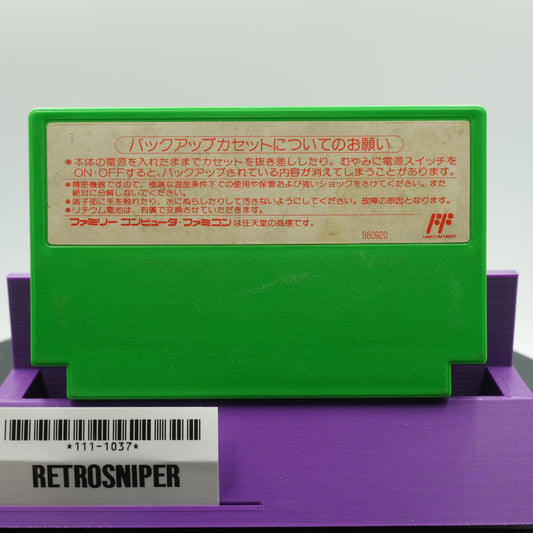 バックアップカセットについてのお願い
●本体の電源を入れたままでカセットを抜き差ししたり、むやみに電源スイッチを
ON・OFFすると、バックアップされている内容が消えてしまうことがあります。
●精密機器ですので、極端な温度条件下での使用や保管および強いショックをさけてください。また
絶対に分解しないでください。
●端子部に手を触れたり、水にぬらしたりして汚さないようにしてください。故障の原因となります。
●リチウム電池は、有償で交換させていただきます。
ファミリーコンピュータ・ファミコンは任天堂の商標です。
880920
FAMICOM FAMILY
*111-1037*
RETROSNIPER